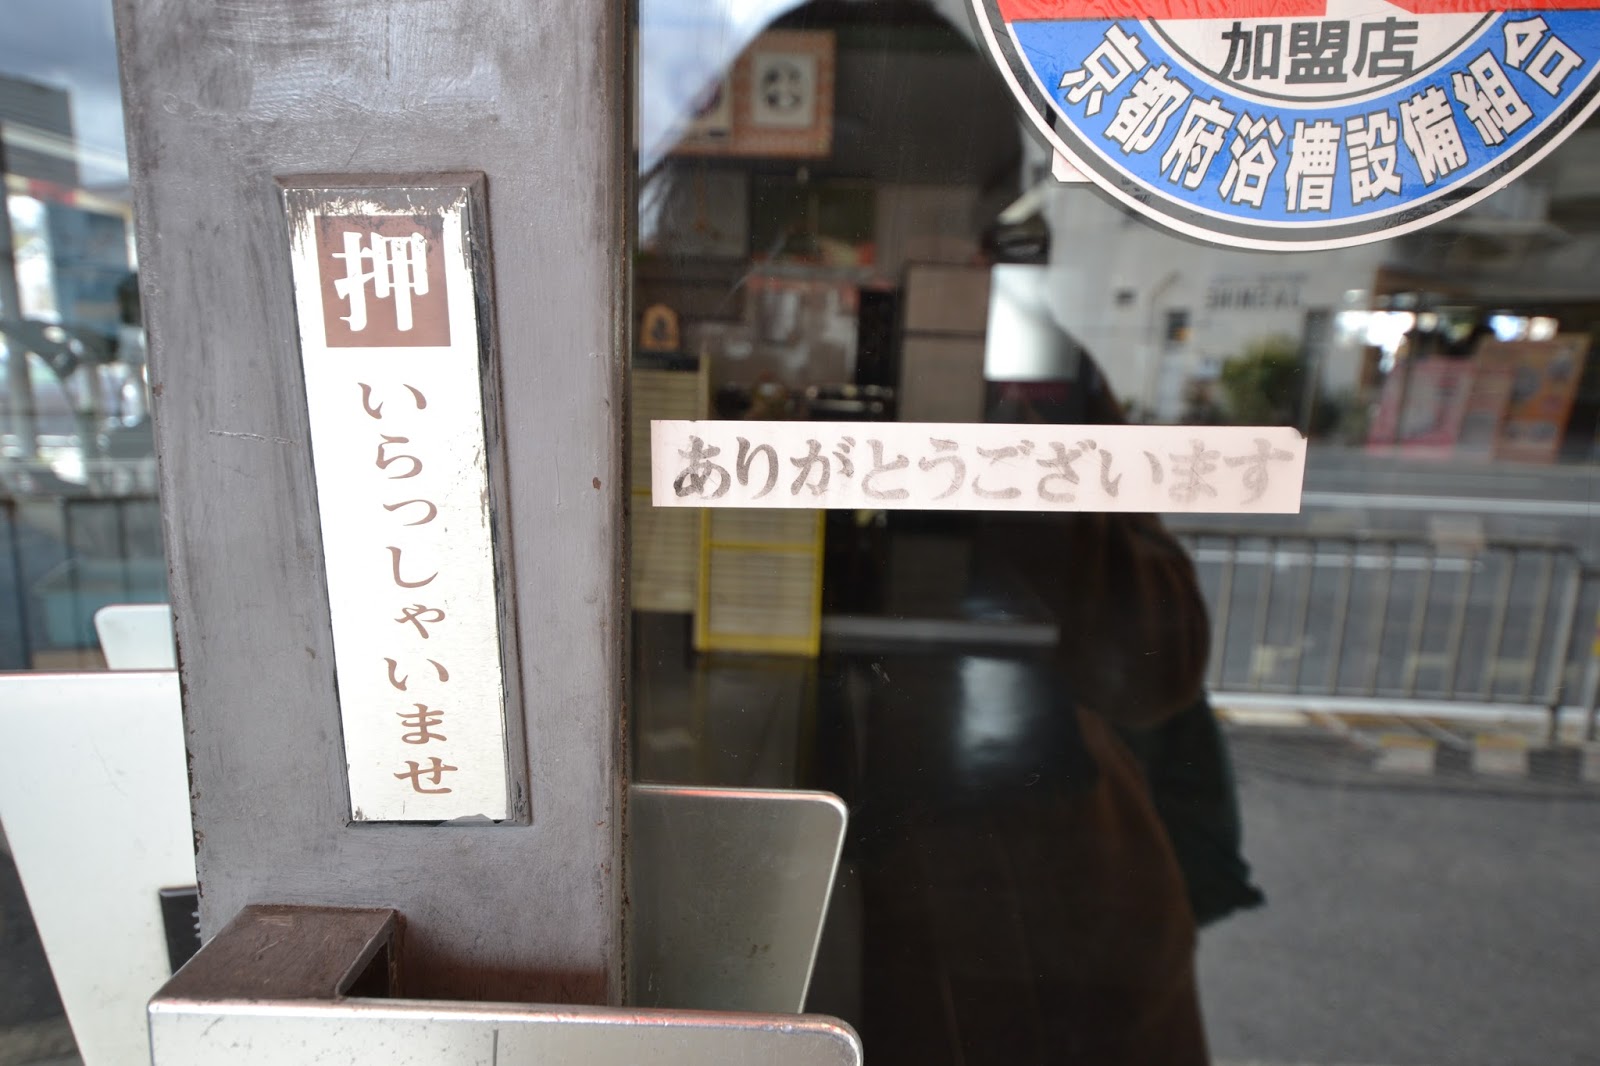 加盟店
京都府浴槽設備組合
押
いらっしゃいませ
ありがとうございます